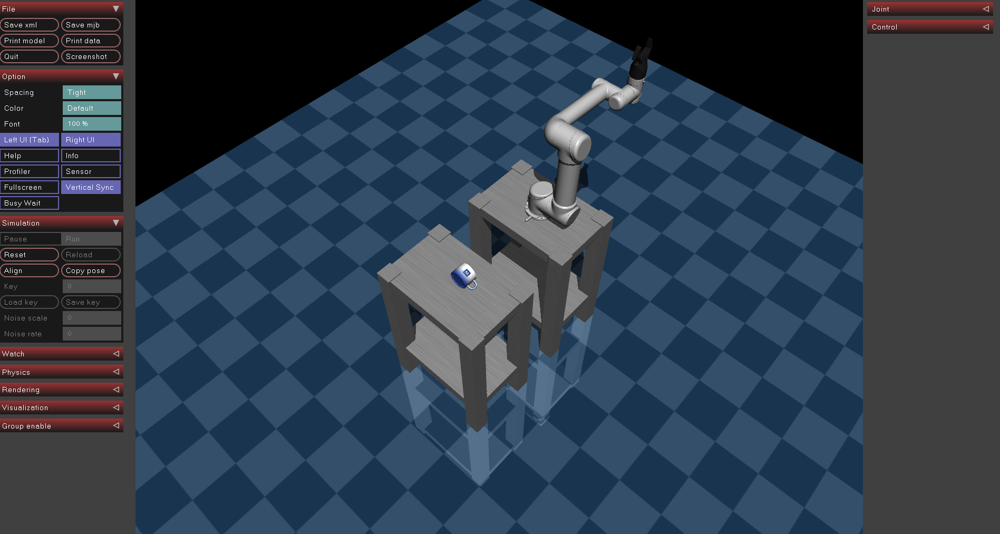 File
Save xml Save mjb
Print model Print data
Quit Screenshot
Option
Spacing Tight
Color Default
Font 100 %
Left UI (Tab) Right UI
Help Info
Profiler Sensor
Fullscreen Vertical Sync
Busy Wait
Simulation
Pause Run
Reset Reload
Align Copy pose
Key 0
Load key Save key
Noise scale 0
Noise rate 0
Watch
Physics
Rendering
Visualization
Group enable
Joint
Control